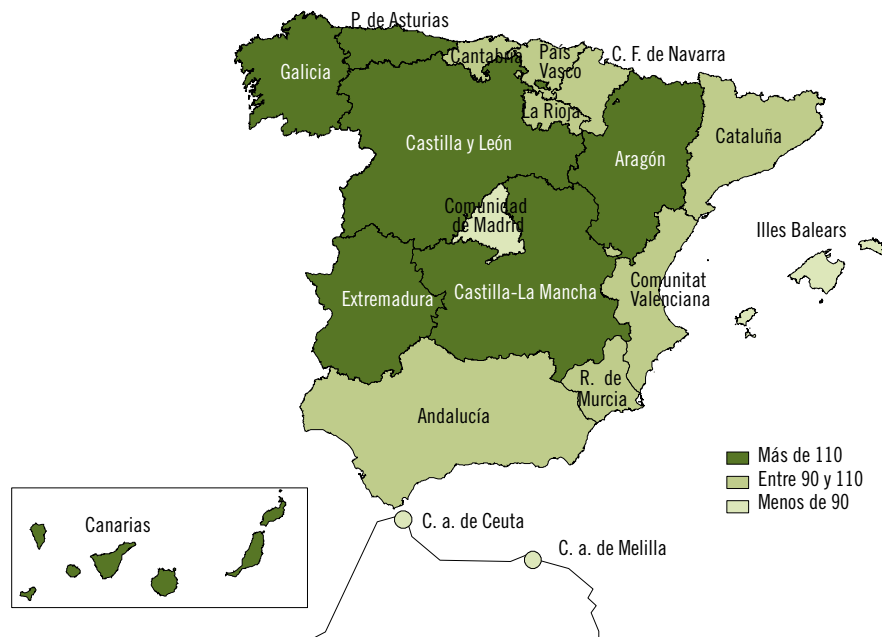 P. de Asturias
Cantabria
País
Vasco
C. F. de Navarra
Galicia
La Rioja
Castilla y León
Aragón
Cataluña
Comunidad
de Madrid
Illes Balears
Extremadura
Castilla-La Mancha
Comunitat
Valenciana
R. de
Murcia
Andalucía
Más de 110
Entre 90 y 110
Menos de 90
Canarias
C. a. de Ceuta
C. a. de Melilla